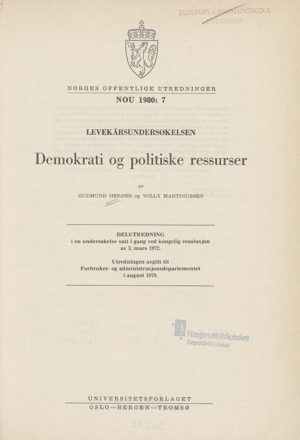 NORGES OFFENTLIGE UTREDNINGER
NOU 1980: 7
LEVEKÅRSUNDERSØKELSEN
Demokrati og politiske ressurser
AV
GUDMUND HERNES og WILLY MARTINUSSEN
DELUTREDNING
i en undersøkelse satt i gang ved kongelig resolusjon
av 3. mars 1972.
Utredningen avgitt til
Forbruker- og administrasjonsdepartementet
i august 1979.
Nasjonalbiblioteket
Depotbiblioteket
UNIVERSITETSFORLAGET
OSLO—BERGEN—TROMSØ